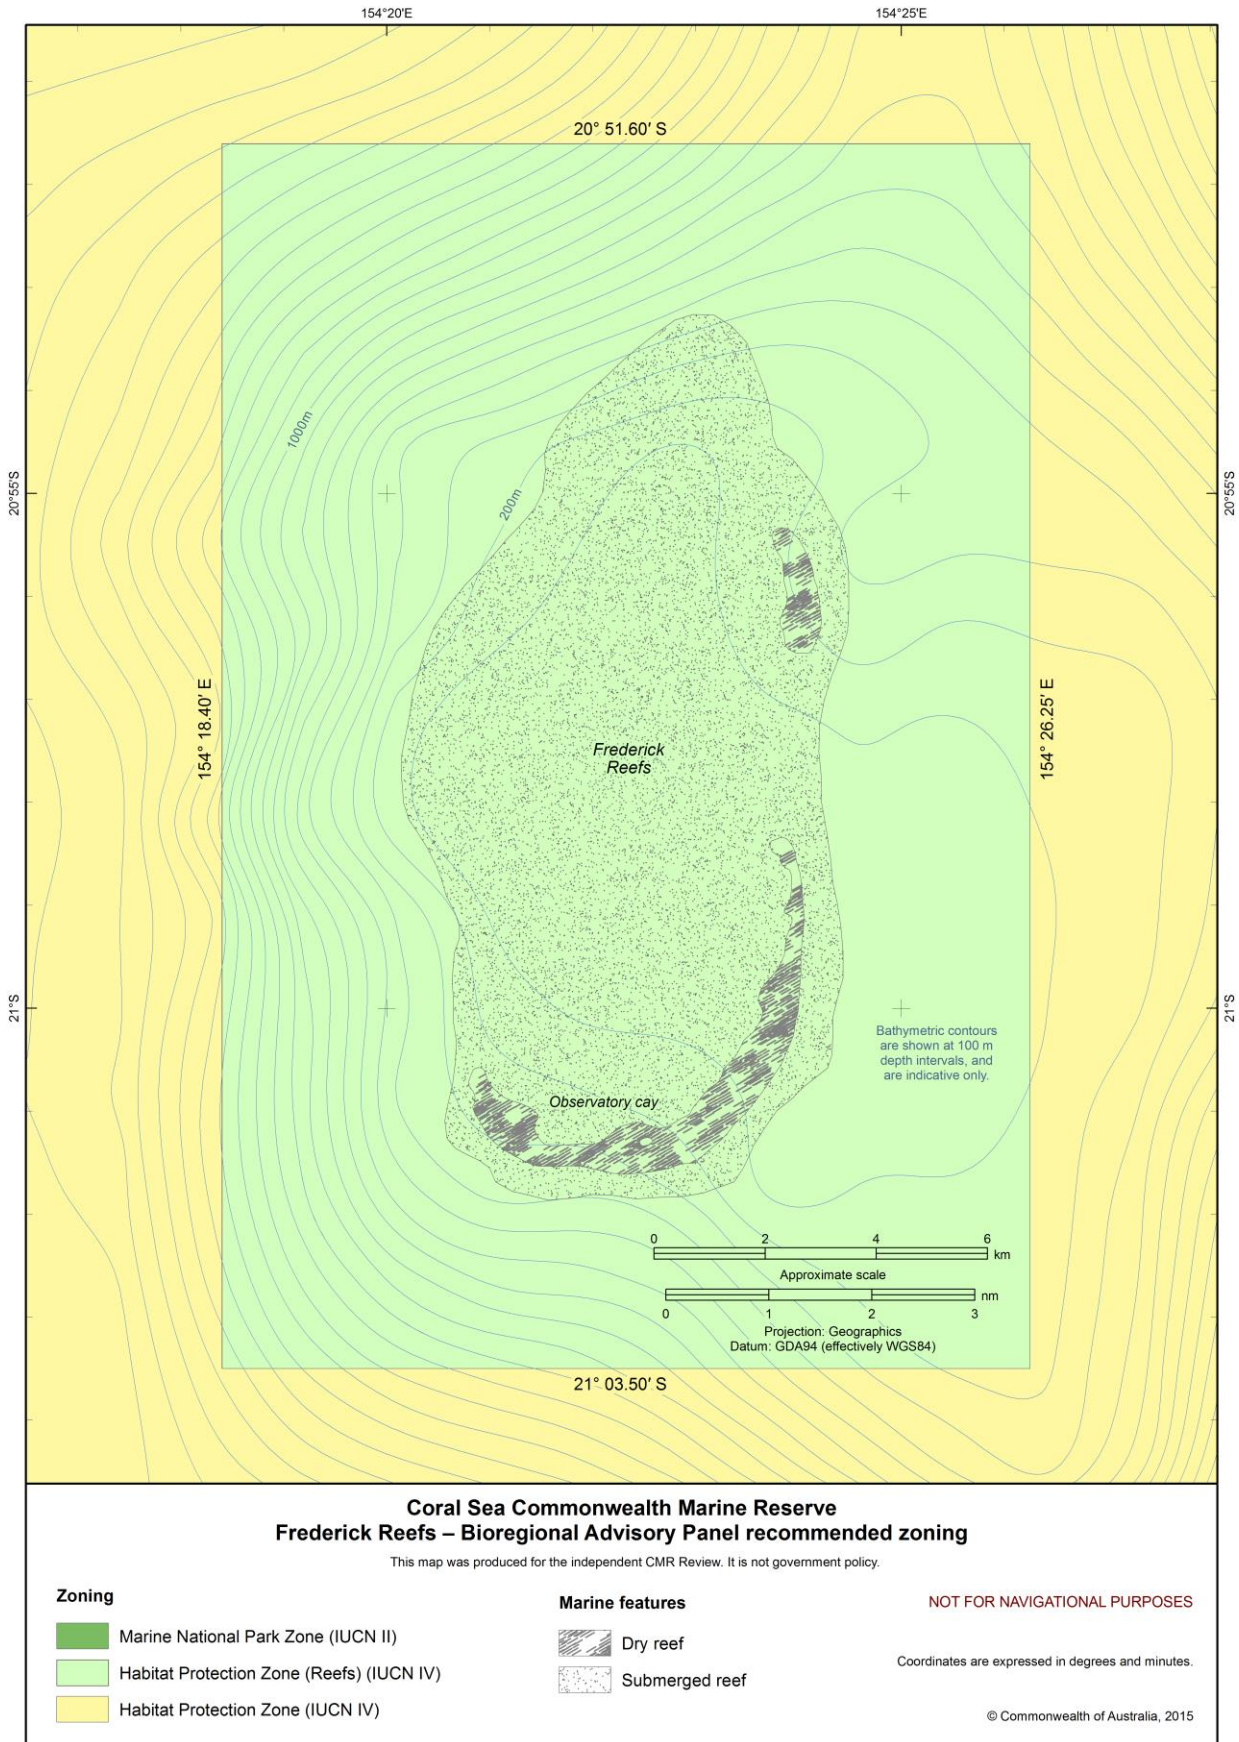 154°20'E
154°25'E
20° 51.60' S
1000m
20°55'S
20°55'S
200m
154° 18.40' E
154° 26.25' E
Frederick
Reefs
21°S
21°S
Bathymetric contours
are shown at 100 m
depth intervals, and
are indicative only.
Observatory cay
0 2 4 6
km
Approximate scale
nm
0 1 2 3
Projection: Geographics
Datum: GDA94 (effectively WGS84)
21° 03.50' S
Coral Sea Commonwealth Marine Reserve
Frederick Reefs – Bioregional Advisory Panel recommended zoning
This map was produced for the independent CMR Review. It is not government policy.
Zoning
Marine National Park Zone (IUCN II)
Habitat Protection Zone (Reefs) (IUCN IV)
Habitat Protection Zone (IUCN IV)
Marine features
Dry reef
Submerged reef
NOT FOR NAVIGATIONAL PURPOSES
Coordinates are expressed in degrees and minutes.
© Commonwealth of Australia, 2015